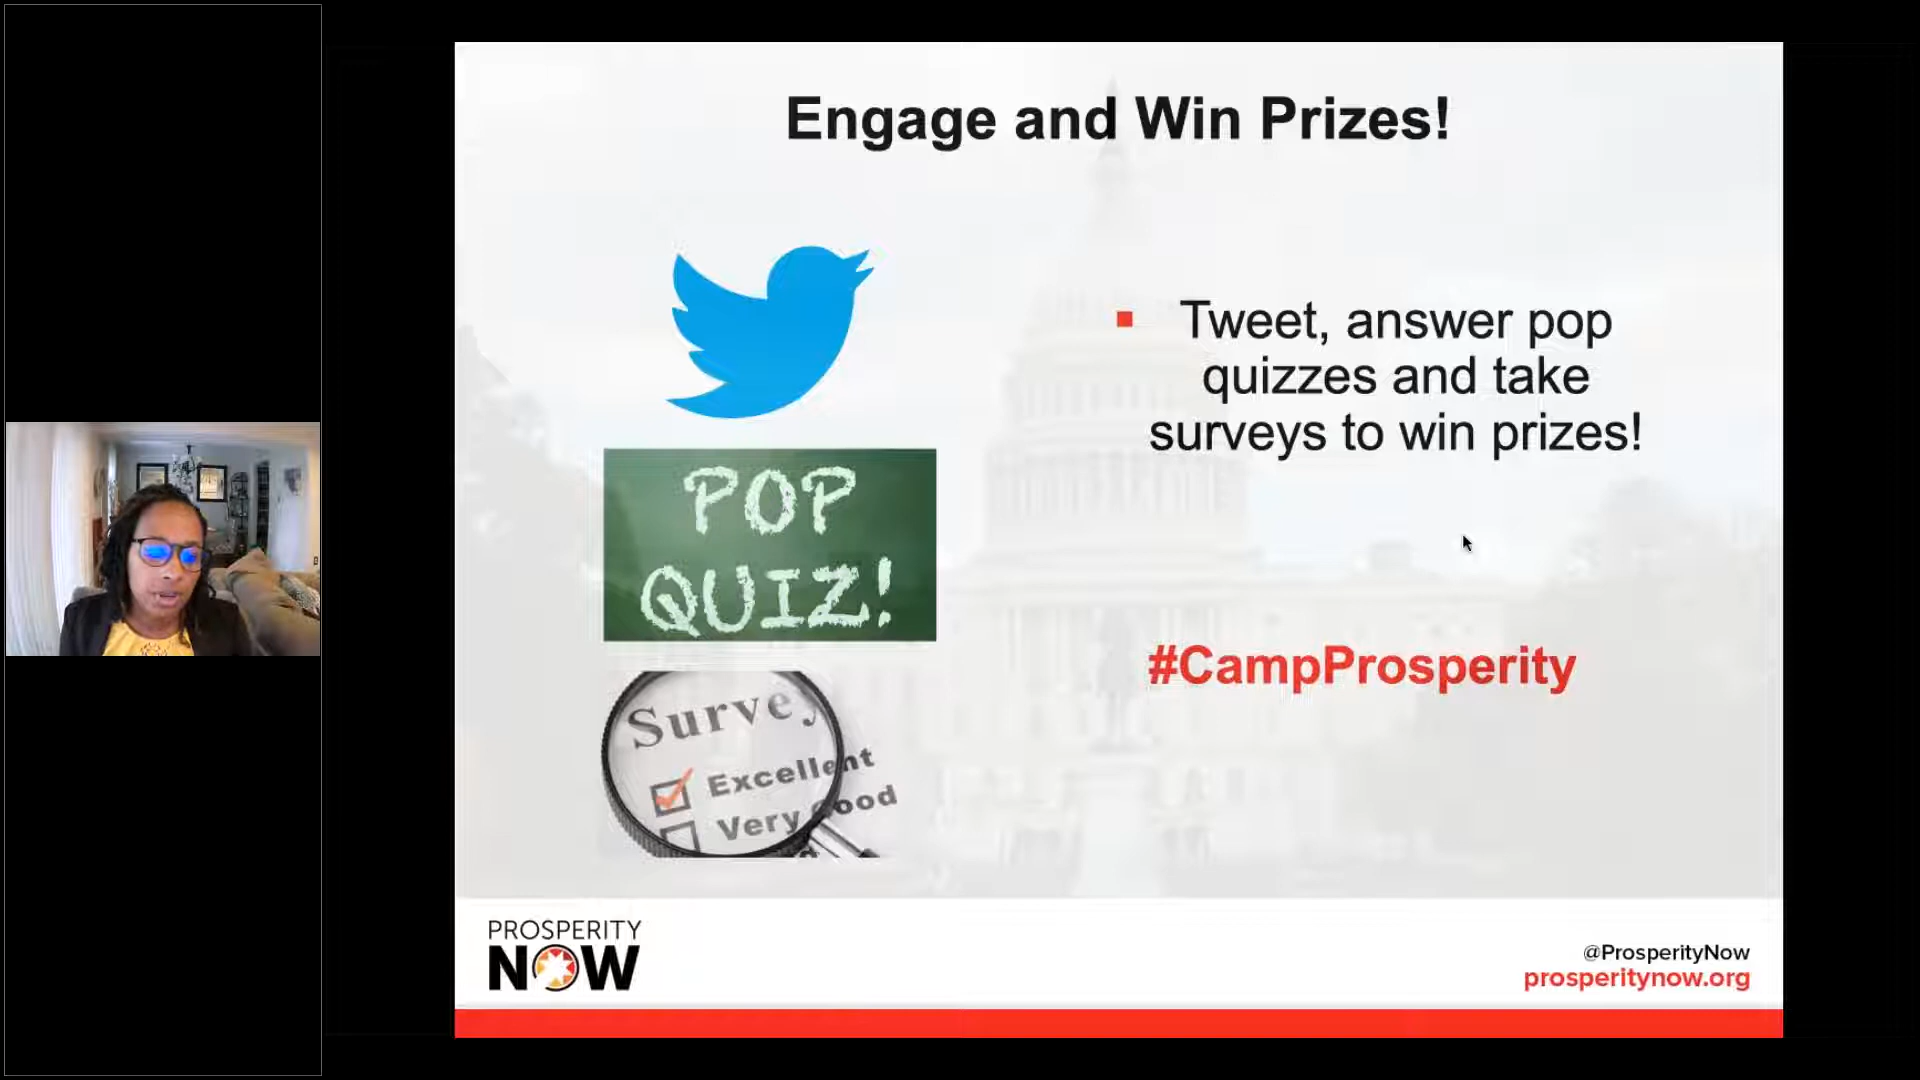 Engage and Win Prizes!
Tweet, answer pop
quizzes and take
surveys to win prizes!
POP
QUIZ!
#CampProsperity
Survey
Excellent
Very Good
PROSPERITY
NOW
@ProsperityNow
prosperitynow.org